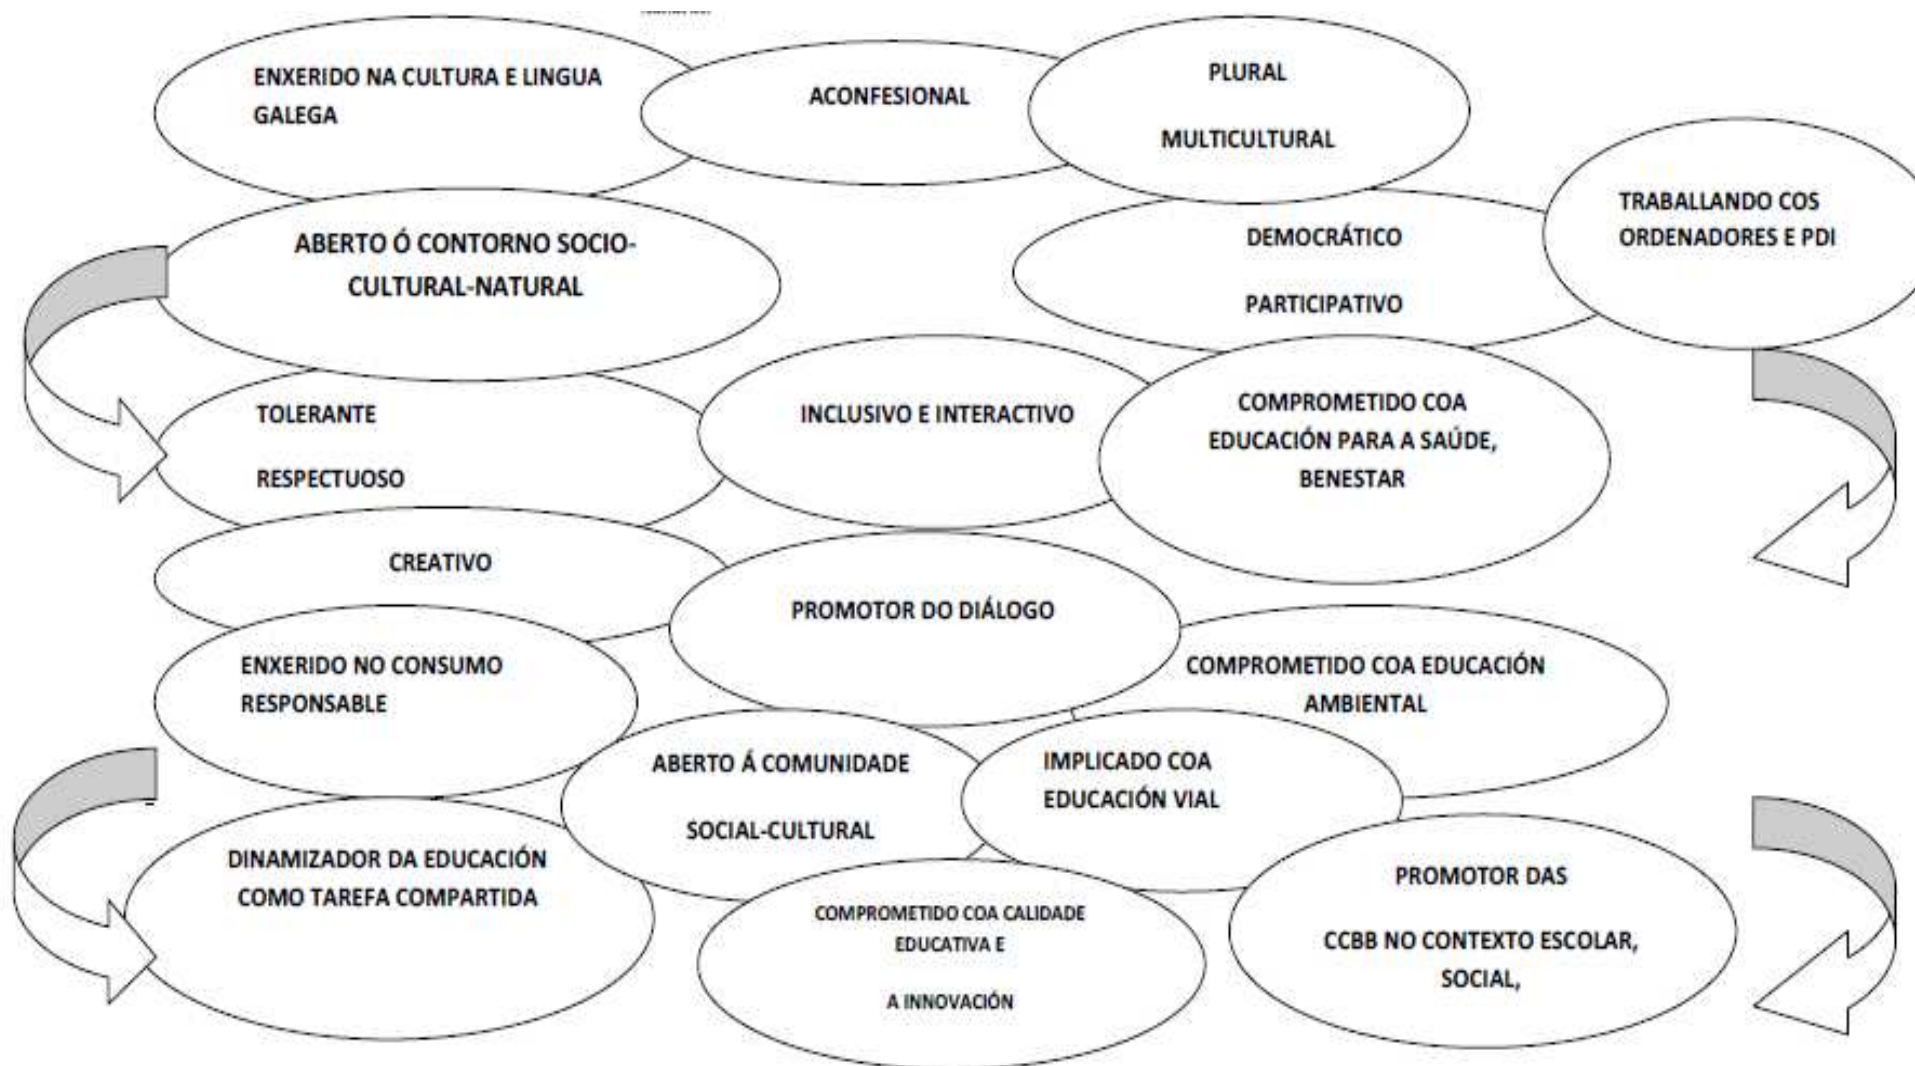 ENXERIDO NA CULTURA E LINGUA
GALEGA
ACONFESIONAL
PLURAL
MULTICULTURAL
TRABALLANDO COS
ORDENADORES E PDI
ABERTO Ó CONTORNO SOCIO-
CULTURAL-NATURAL
DEMOCRÁTICO
PARTICIPATIVO
TOLERANTE
RESPECTUOSO
INCLUSIVO E INTERACTIVO
COMPROMETIDO COA
EDUCACIÓN PARA A SAÚDE,
BENESTAR
CREATIVO
PROMOTOR DO DIÁLOGO
ENXERIDO NO CONSUMO
RESPONSABLE
COMPROMETIDO COA EDUCACIÓN
AMBIENTAL
ABERTO Á COMUNIDADE
SOCIAL-CULTURAL
IMPLICADO COA
EDUCACIÓN VIAL
DINAMIZADOR DA EDUCACIÓN
COMO TAREFA COMPARTIDA
COMPROMETIDO COA CALIDADE
EDUCATIVA E
A INNOVACIÓN
PROMOTOR DAS
CCBB NO CONTEXTO ESCOLAR,
SOCIAL,